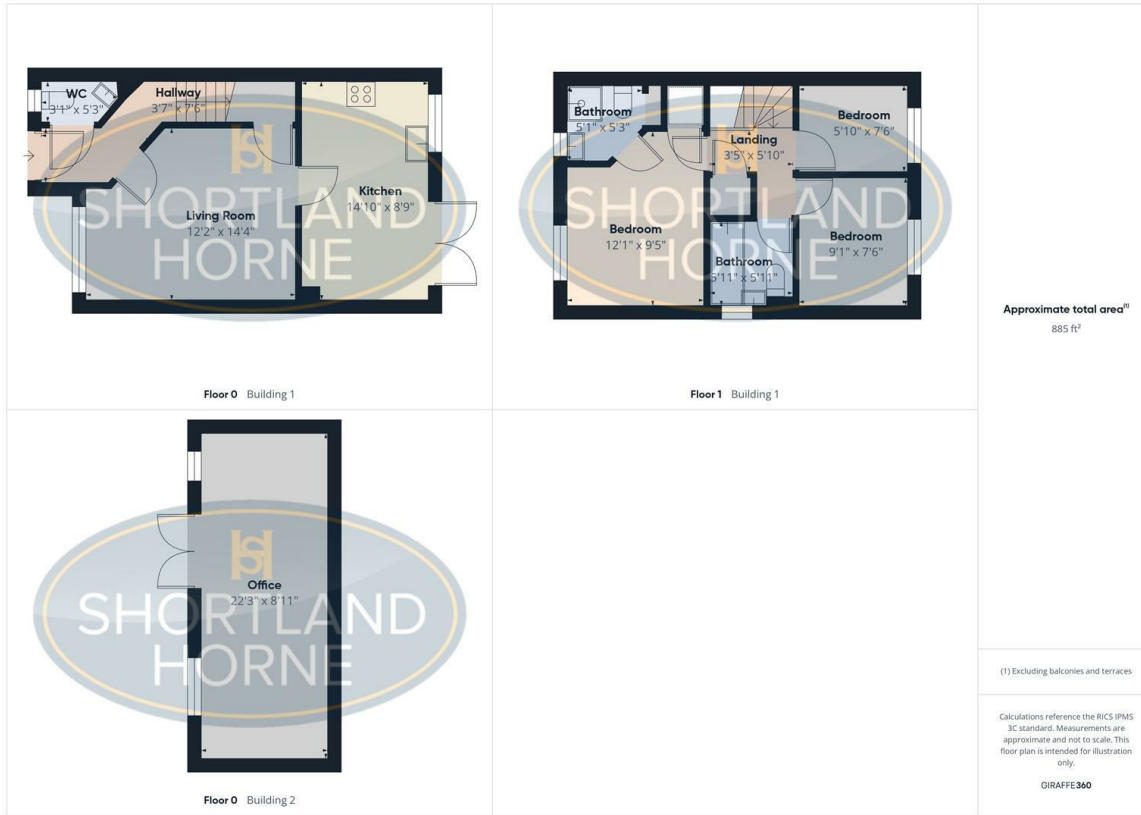 WC
3'1" x 5'3"
Hallway
3'7" x 7'6"
Living Room
12'2" x 14'4"
Kitchen
14'10" x 8'9"
SHORTLAND
HORNE
Floor 0 Building 1
Bathroom
5'1" x 5'3"
Landing
3'5" x 5'10"
Bedroom
5'10" x 7'6"
Bedroom
12'1" x 9'5"
Bathroom
5'11" x 5'11"
Bedroom
9'1" x 7'6"
SHORTLAND
HORNE
Floor 1 Building 1
Office
22'3" x 8'11"
SHORTLAND
HORNE
Floor 0 Building 2
Approximate total area(1)
885 ft²
(1) Excluding balconies and terraces
Calculations reference the RICS IPMS
3C standard. Measurements are
approximate and not to scale. This
floor plan is intended for illustration
only.
GIRAFFE360